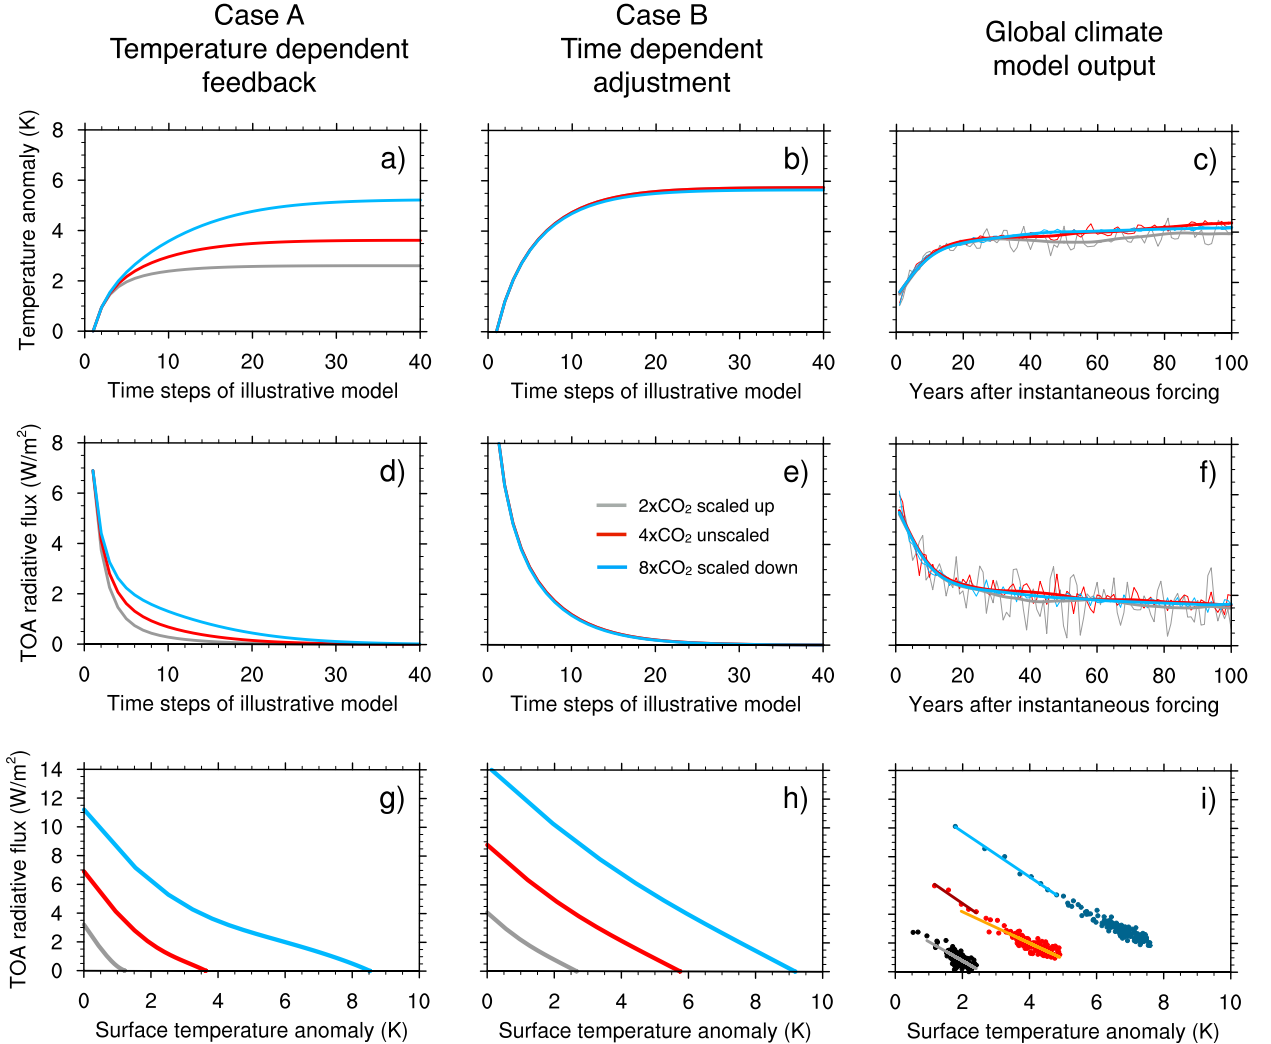 Case A
Temperature dependent
feedback
Case B
Time dependent
adjustment
Global climate
model output
Temperature anomaly (K)
8
6
4
2
0
a)
0 10 20 30 40
Time steps of illustrative model
b)
0 10 20 30 40
Time steps of illustrative model
c)
0 20 40 60 80 100
Years after instantaneous forcing
TOA radiative flux (W/m²)
8
6
4
2
0
d)
0 10 20 30 40
Time steps of illustrative model
e)
2xCO₂ scaled up
4xCO₂ unscaled
8xCO₂ scaled down
0 10 20 30 40
Time steps of illustrative model
f)
0 20 40 60 80 100
Years after instantaneous forcing
TOA radiative flux (W/m²)
14
12
10
8
6
4
2
0
g)
0 2 4 6 8 10
Surface temperature anomaly (K)
h)
0 2 4 6 8 10
Surface temperature anomaly (K)
i)
0 2 4 6 8 10
Surface temperature anomaly (K)